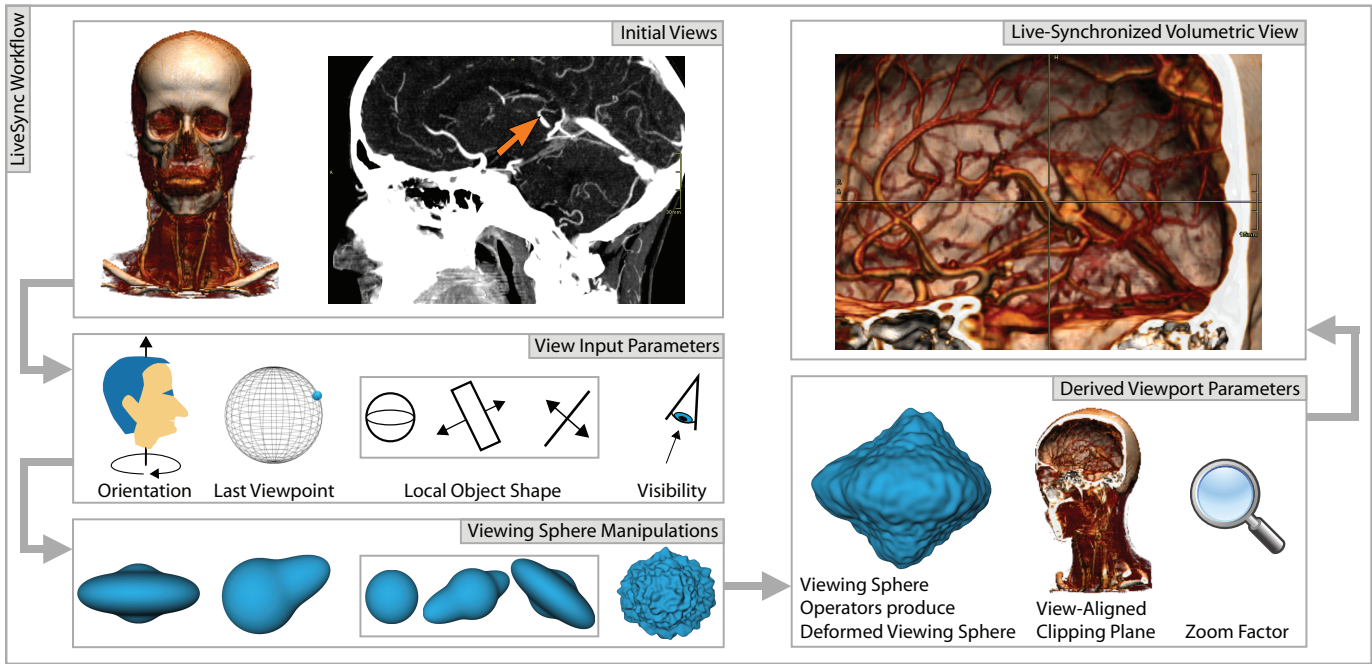 LiveSync Workflow
Initial Views
H
R
30mm
View Input Parameters
Orientation
Last Viewpoint
Local Object Shape
Visibility
Viewing Sphere Manipulations
Live-Synchronized Volumetric View
H
R
Derived Viewport Parameters
Viewing Sphere
Operators produce
Deformed Viewing Sphere
View-Aligned
Clipping Plane
Zoom Factor